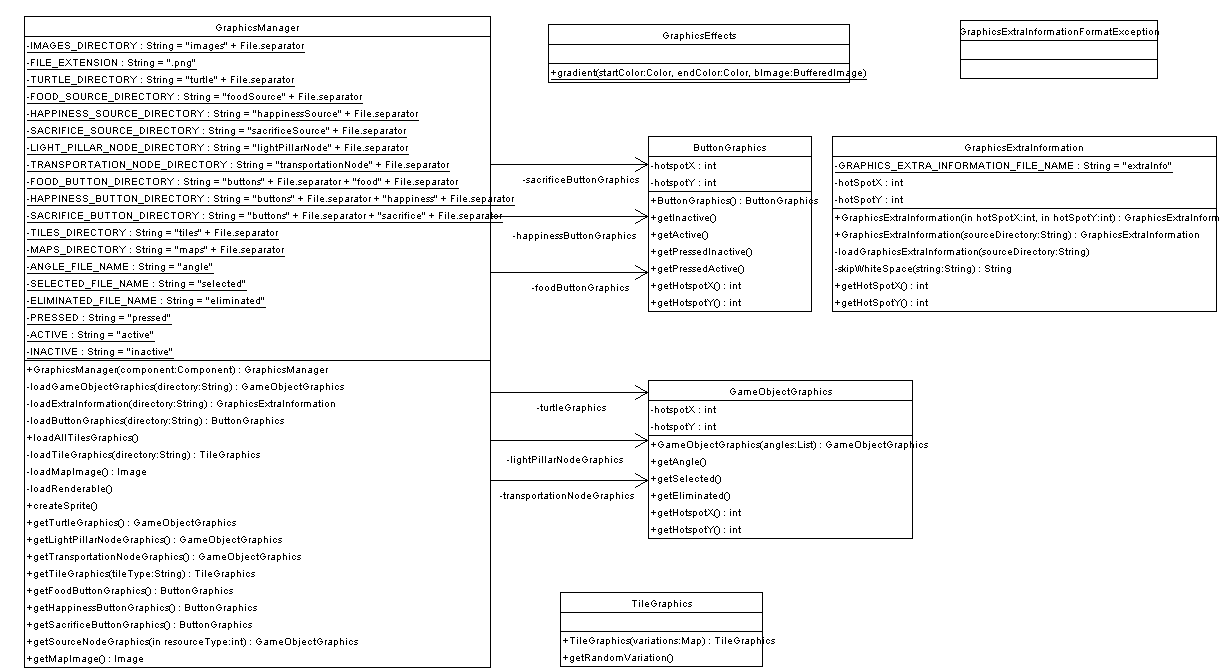 GraphicsManager
-IMAGES_DIRECTORY : String = "images" + File.separator
-FILE_EXTENSION : String = ".png"
-TURTLE_DIRECTORY : String = "turtle" + File.separator
-FOOD_SOURCE_DIRECTORY : String = "foodSource" + File.separator
-HAPPINESS_SOURCE_DIRECTORY : String = "happinessSource" + File.separator
-SACRIFICE_SOURCE_DIRECTORY : String = "sacrificeSource" + File.separator
-LIGHT_PILLAR_NODE_DIRECTORY : String = "lightPillarNode" + File.separator
-TRANSPORTATION_NODE_DIRECTORY : String = "transportationNode" + File.separator
-FOOD_BUTTON_DIRECTORY : String = "buttons" + File.separator + "food" + File.separator
-HAPPINESS_BUTTON_DIRECTORY : String = "buttons" + File.separator + "happiness" + File.separator
-SACRIFICE_BUTTON_DIRECTORY : String = "buttons" + File.separator + "sacrifice" + File.separator
-TILES_DIRECTORY : String = "tiles" + File.separator
-MAPS_DIRECTORY : String = "maps" + File.separator
-ANGLE_FILE_NAME : String = "angle"
-SELECTED_FILE_NAME : String = "selected"
-ELIMINATED_FILE_NAME : String = "eliminated"
-PRESSED : String = "pressed"
-ACTIVE : String = "active"
-INACTIVE : String = "inactive"
+GraphicsManager(component:Component) : GraphicsManager
-loadGameObjectGraphics(directory:String) : GameObjectGraphics
-loadExtraInformation(directory:String) : GraphicsExtraInformation
-loadButtonGraphics(directory:String) : ButtonGraphics
+loadAllTilesGraphics()
-loadTileGraphics(directory:String) : TileGraphics
-loadMapImage() : Image
-loadRenderable()
+createSprite()
+getTurtleGraphics() : GameObjectGraphics
+getLightPillarNodeGraphics() : GameObjectGraphics
+getTransportationNodeGraphics() : GameObjectGraphics
+getTileGraphics(tileType:String) : TileGraphics
+getFoodButtonGraphics() : ButtonGraphics
+getHappinessButtonGraphics() : ButtonGraphics
+getSacrificeButtonGraphics() : ButtonGraphics
+getSourceNodeGraphics(in resourceType:int) : GameObjectGraphics
+getMapImage() : Image
GraphicsEffects
+gradient(startColor:Color, endColor:Color, bImage:BufferedImage)
GraphicsExtraInformationFormatException
-sacrificeButtonGraphics
-happinessButtonGraphics
-foodButtonGraphics
ButtonGraphics
-hotspotX : int
-hotspotY : int
+ButtonGraphics() : ButtonGraphics
+getInactive()
+getActive()
+getPressedInactive()
+getPressedActive()
+getHotspotX() : int
+getHotspotY() : int
GraphicsExtraInformation
-GRAPHICS_EXTRA_INFORMATION_FILE_NAME : String = "extraInfo"
-hotSpotX : int
-hotSpotY : int
+GraphicsExtraInformation(in hotSpotX:int, in hotSpotY:int) : GraphicsExtraInform
+GraphicsExtraInformation(sourceDirectory:String) : GraphicsExtraInformation
-loadGraphicsExtraInformation(sourceDirectory:String)
-skipWhiteSpace(string:String) : String
+getHotSpotX() : int
+getHotSpotY() : int
-turtleGraphics
-lightPillarNodeGraphics
-transportationNodeGraphics
GameObjectGraphics
-hotspotX : int
-hotspotY : int
+GameObjectGraphics(angles:List) : GameObjectGraphics
+getAngle()
+getSelected()
+getEliminated()
+getHotspotX() : int
+getHotspotY() : int
TileGraphics
+TileGraphics(variations:Map) : TileGraphics
+getRandomVariation()